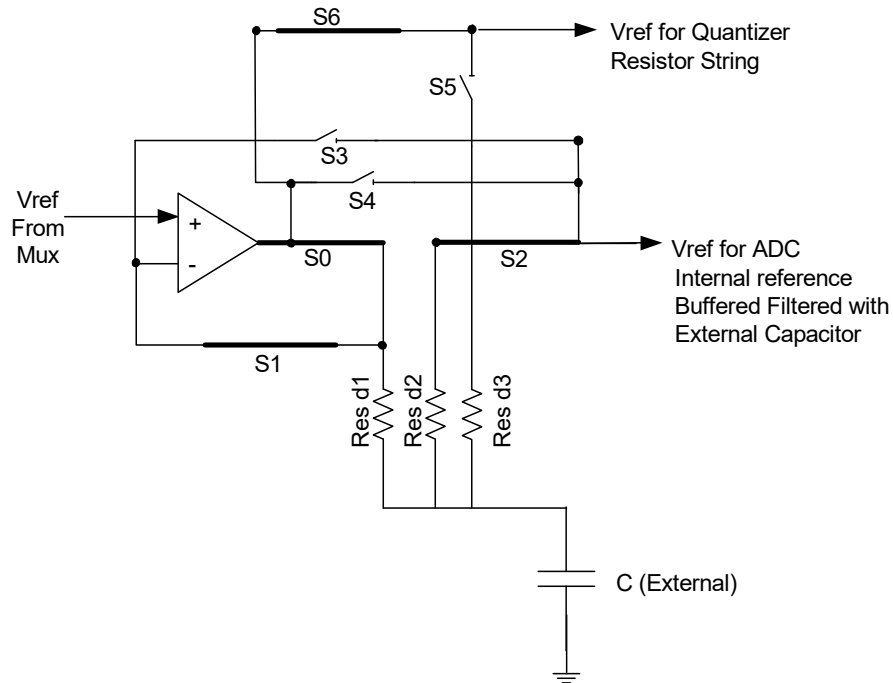 S6
Vref for Quantizer
Resistor String
S5
S3
S4
Vref
From
Mux
+
-
S0
S2
Vref for ADC
Internal reference
Buffered Filtered with
External Capacitor
S1
Res d1
Res d2
Res d3
C (External)